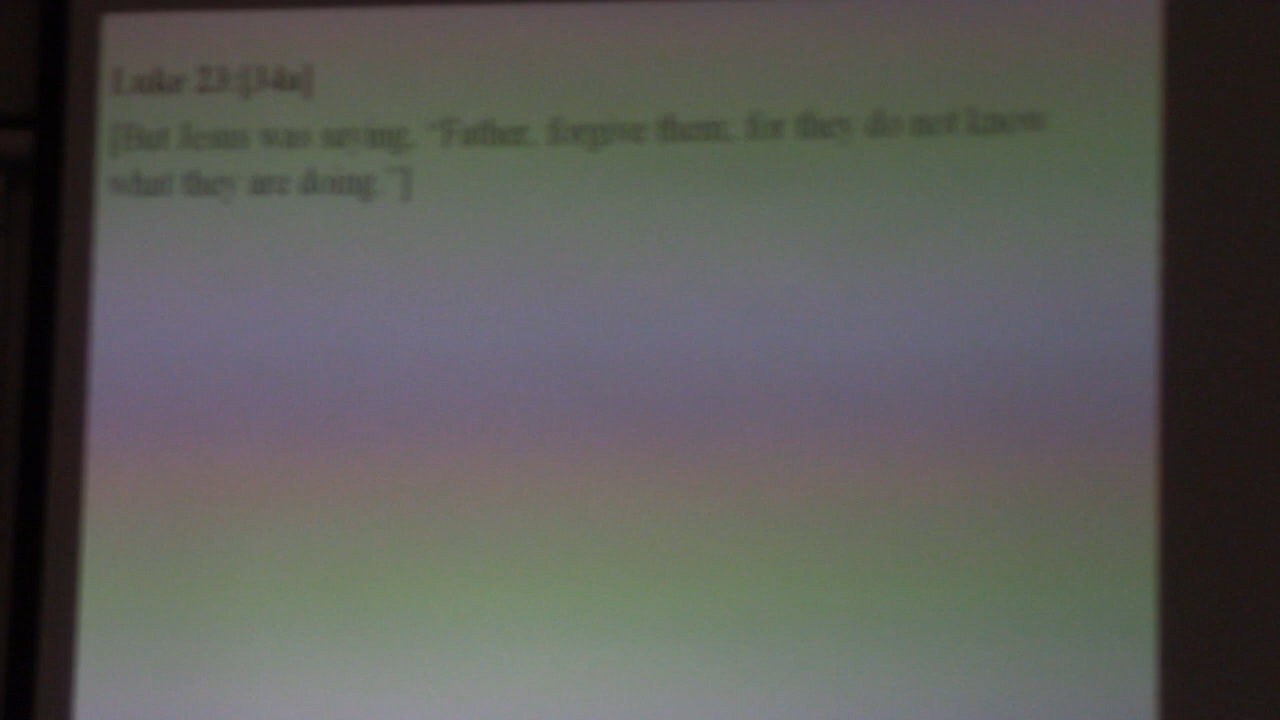 Luke 23:[34a]
[But Jesus was saying, “Father, forgive them; for they do not know
what they are doing.”]